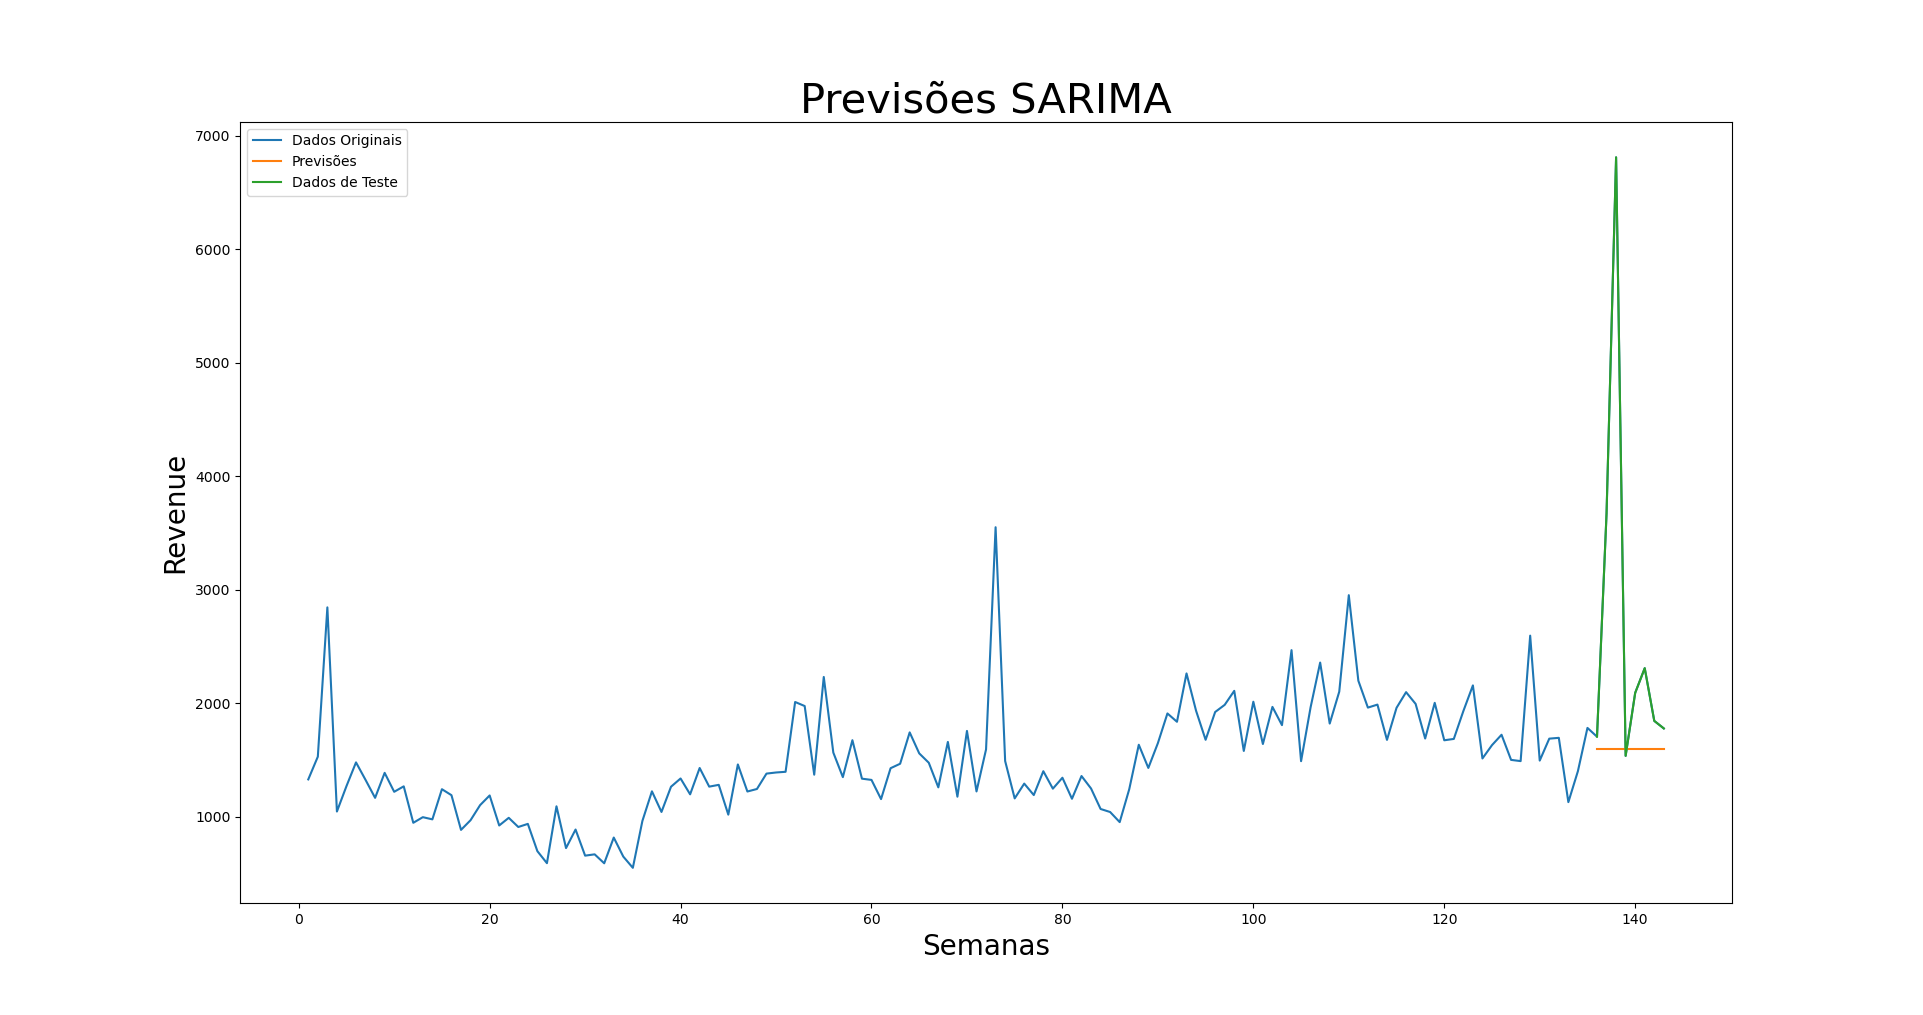 Previsões SARIMA
Dados Originais
Previsões
Dados de Teste
7000
6000
5000
4000
3000
2000
1000
Revenue
0 20 40 60 80 100 120 140
Semanas